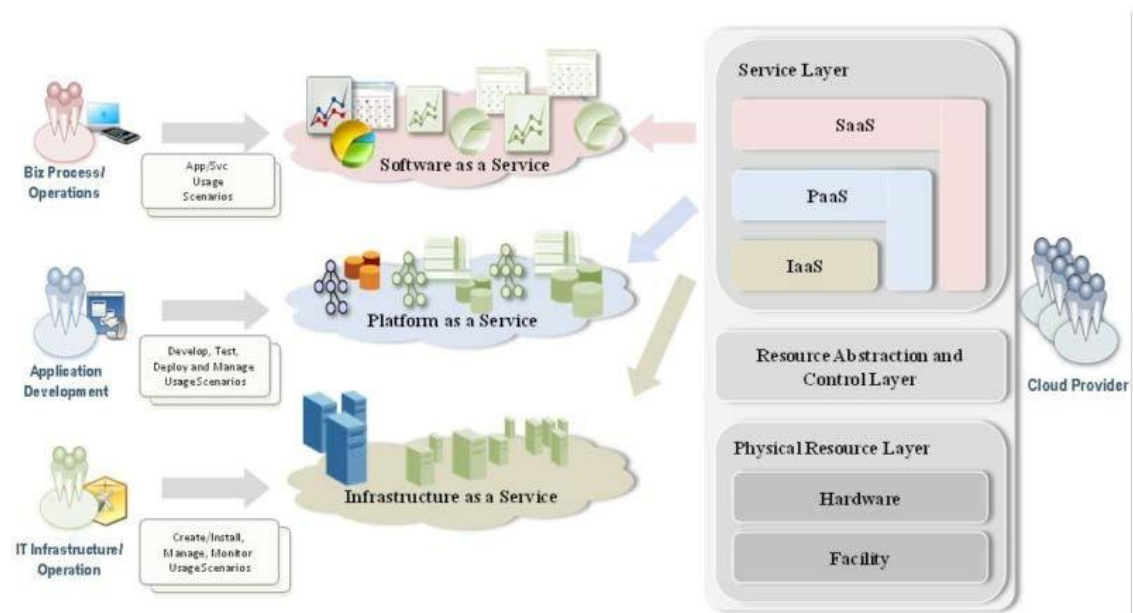 Biz Process/
Operations
App/Svc
Usage
Scenarios
Software as a Service
Application
Development
Develop, Test,
Deploy and Manage
UsageScenarios
Platform as a Service
IT Infrastructure/
Operation
Create/Install,
Manage, Monitor
UsageScenarios
Infrastructure as a Service
Service Layer
SaaS
PaaS
IaaS
Resource Abstraction and
Control Layer
Physical Resource Layer
Hardware
Facility
Cloud Provider